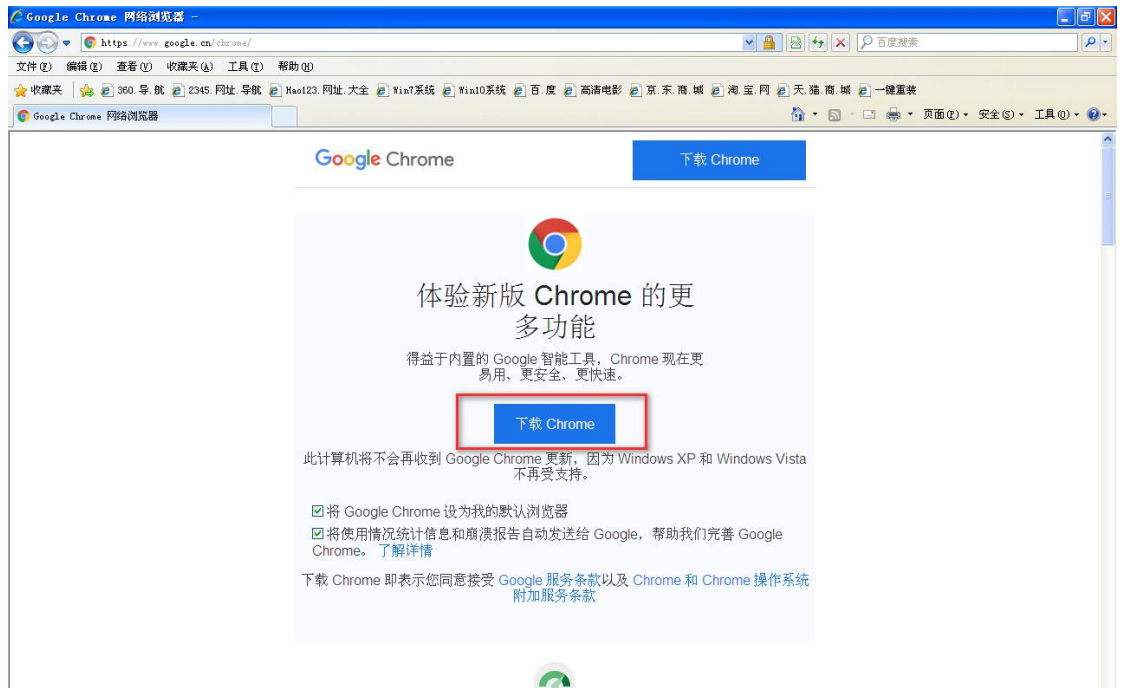 Google Chrome 网络浏览器 -
https://www.google.cn/chrome/
百度搜索
文件(F) 编辑(E) 查看(V) 收藏夹(A) 工具(T) 帮助(H)
收藏夹 360.导.航 2345.网址.导航 Hao123.网址.大全 Win7系统 Win10系统 百.度 高清电影 京.东.商.城 淘.宝.网 天.猫.商.城 一键重装
Google Chrome 网络浏览器
页面(P) 安全(S) 工具(O)
Google Chrome
下载 Chrome
体验新版 Chrome 的更
多功能
得益于内置的 Google 智能工具，Chrome 现在更
易用、更安全、更快速。
下载 Chrome
此计算机将不会再收到 Google Chrome 更新，因为 Windows XP 和 Windows Vista
不再受支持。
将 Google Chrome 设为我的默认浏览器
将使用情况统计信息和崩溃报告自动发送给 Google，帮助我们完善 Google
Chrome。 了解详情
下载 Chrome 即表示您同意接受 Google 服务条款以及 Chrome 和 Chrome 操作系统
附加服务条款